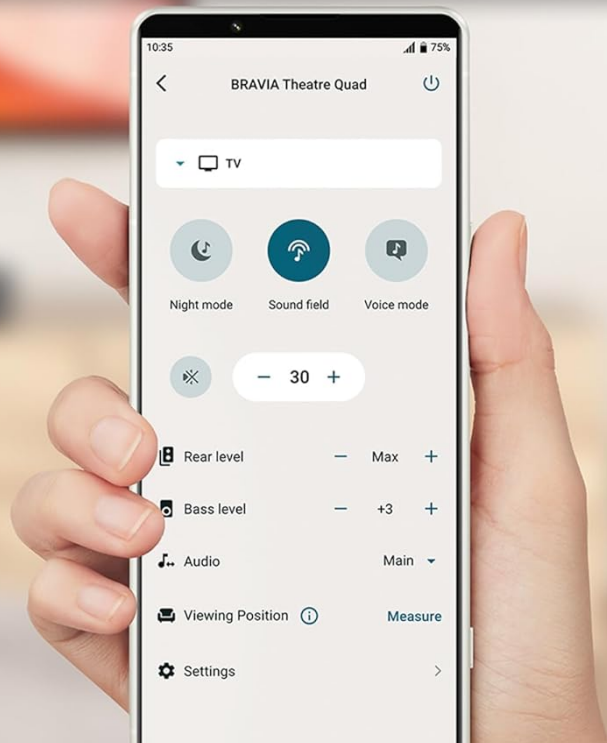 10:35 75%
BRAVIA Theatre Quad
TV
Night mode Sound field Voice mode
− 30 +
Rear level − Max +
Bass level − +3 +
Audio Main
Viewing Position Measure
Settings